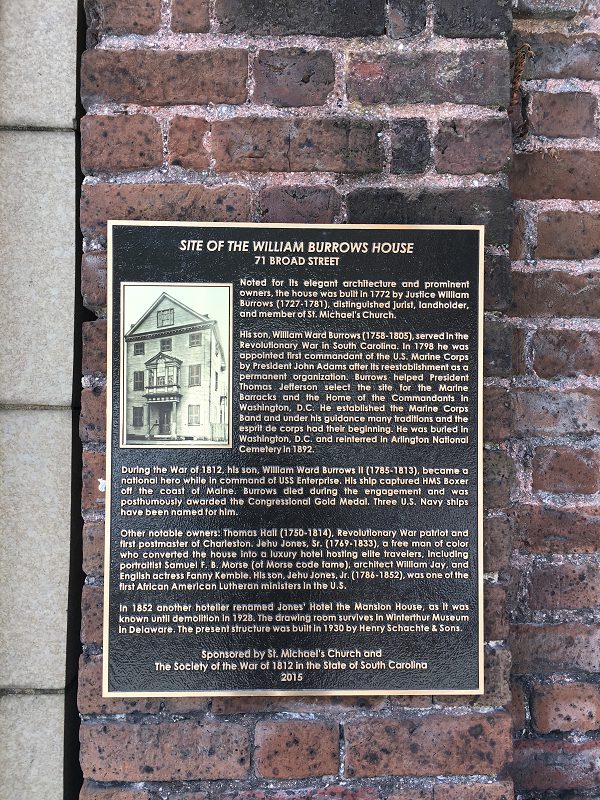 SITE OF THE WILLIAM BURROWS HOUSE
71 BROAD STREET
Noted for its elegant architecture and prominent
owners, the house was built in 1772 by Justice William
Burrows (1727-1781), distinguished jurist, landholder,
and member of St. Michael's Church.
His son, William Ward Burrows (1758-1805), served in the
Revolutionary War in South Carolina. In 1798 he was
appointed first commandant of the U.S. Marine Corps
by President John Adams after its reestablishment as a
permanent organization. Burrows helped President
Thomas Jefferson select the site for the Marine
Barracks and the Home of the Commandants in
Washington, D.C. He established the Marine Corps
Band and under his guidance many traditions and the
esprit de corps had their beginning. He was buried in
Washington, D.C. and reinterred in Arlington National
Cemetery in 1892.
During the War of 1812, his son, William Ward Burrows II (1785-1813), became a
national hero while in command of USS Enterprise. His ship captured HMS Boxer
off the coast of Maine. Burrows died during the engagement and was
posthumously awarded the Congressional Gold Medal. Three U.S. Navy ships
have been named for him.
Other notable owners: Thomas Hall (1750-1814), Revolutionary War patriot and
first postmaster of Charleston. Jehu Jones, Sr. (1769-1833), a free man of color
who converted the house into a luxury hotel hosting elite travelers, including
portraitist Samuel F. B. Morse (of Morse code fame), architect William Jay, and
English actress Fanny Kemble. His son, Jehu Jones, Jr. (1786-1852), was one of the
first African American Lutheran ministers in the U.S.
In 1852 another hotelier renamed Jones' Hotel the Mansion House, as it was
known until demolition in 1928. The drawing room survives in Winterthur Museum
in Delaware. The present structure was built in 1930 by Henry Schachte & Sons.
Sponsored by St. Michael's Church and
The Society of the War of 1812 in the State of South Carolina
2015